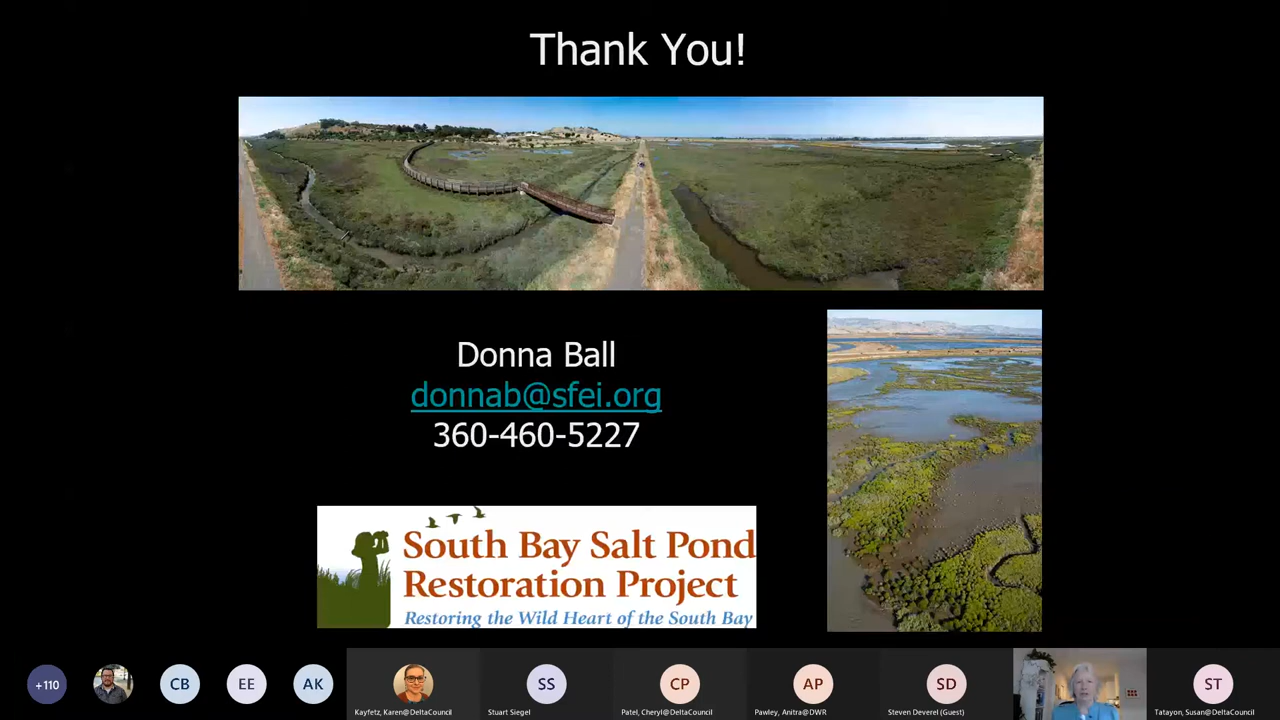 Thank You!
Donna Ball
donnab@sfei.org
360-460-5227
South Bay Salt Pond
Restoration Project
Restoring the Wild Heart of the South Bay
+110
CB
EE
AK
Kayfetz, Karen@DeltaCouncil
SS
Stuart Siegel
CP
Patel, Cheryl@DeltaCouncil
AP
Pawley, Anitra@DWR
SD
Steven Deverel (Guest)
ST
Tatayon, Susan@DeltaCouncil